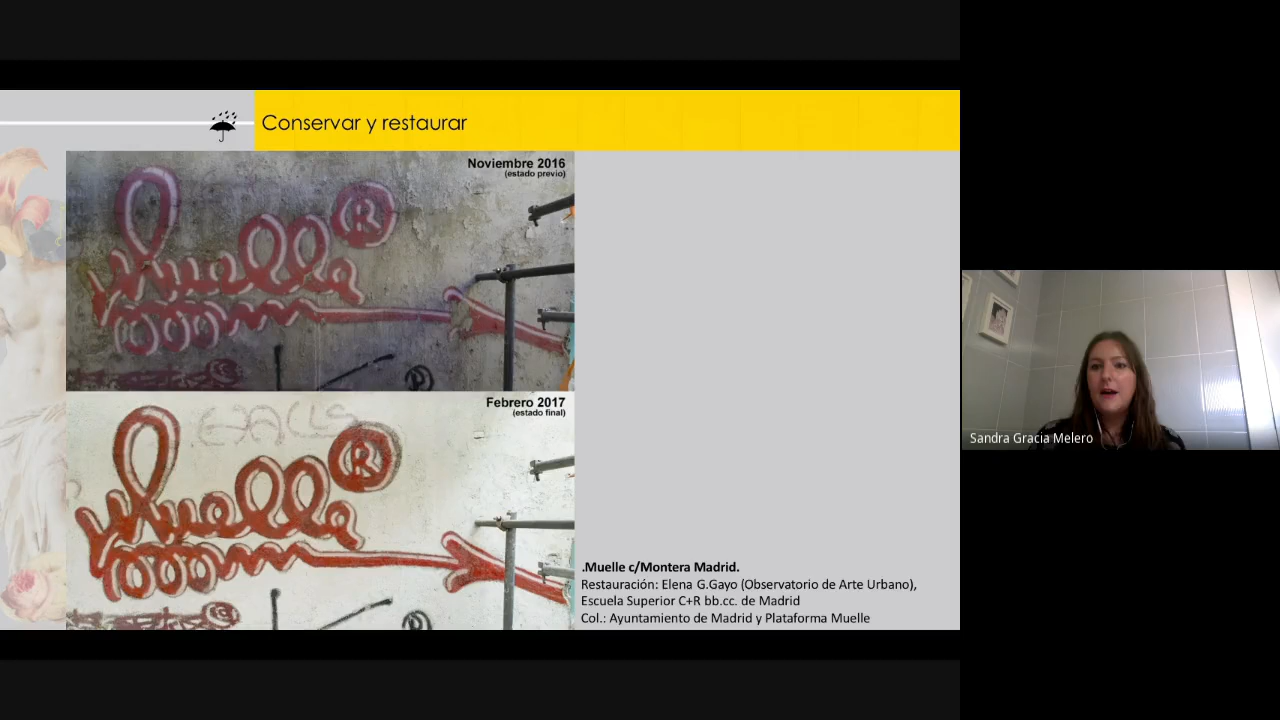 Conservar y restaurar
Noviembre 2016
(estado previo)
Muelle ®
Febrero 2017
(estado final)
Muelle ®
.Muelle c/Montera Madrid.
Restauración: Elena G.Gayo (Observatorio de Arte Urbano),
Escuela Superior C+R bb.cc. de Madrid
Col.: Ayuntamiento de Madrid y Plataforma Muelle
Sandra Gracia Melero